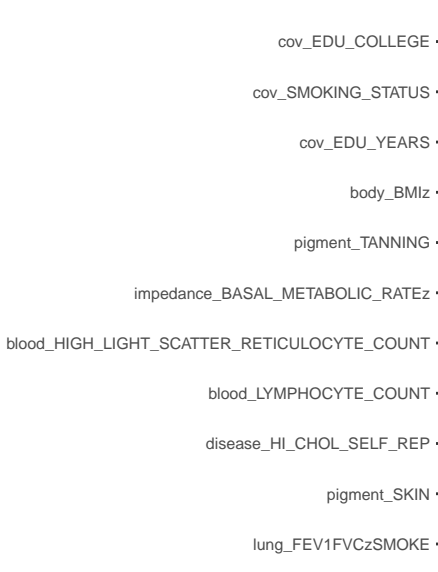 cov_EDU_COLLEGE
cov_SMOKING_STATUS
cov_EDU_YEARS
body_BMIz
pigment_TANNING
impedance_BASAL_METABOLIC_RATEz
blood_HIGH_LIGHT_SCATTER_RETICULOCYTE_COUNT
blood_LYMPHOCYTE_COUNT
disease_HI_CHOL_SELF_REP
pigment_SKIN
lung_FEV1FVCzSMOKE